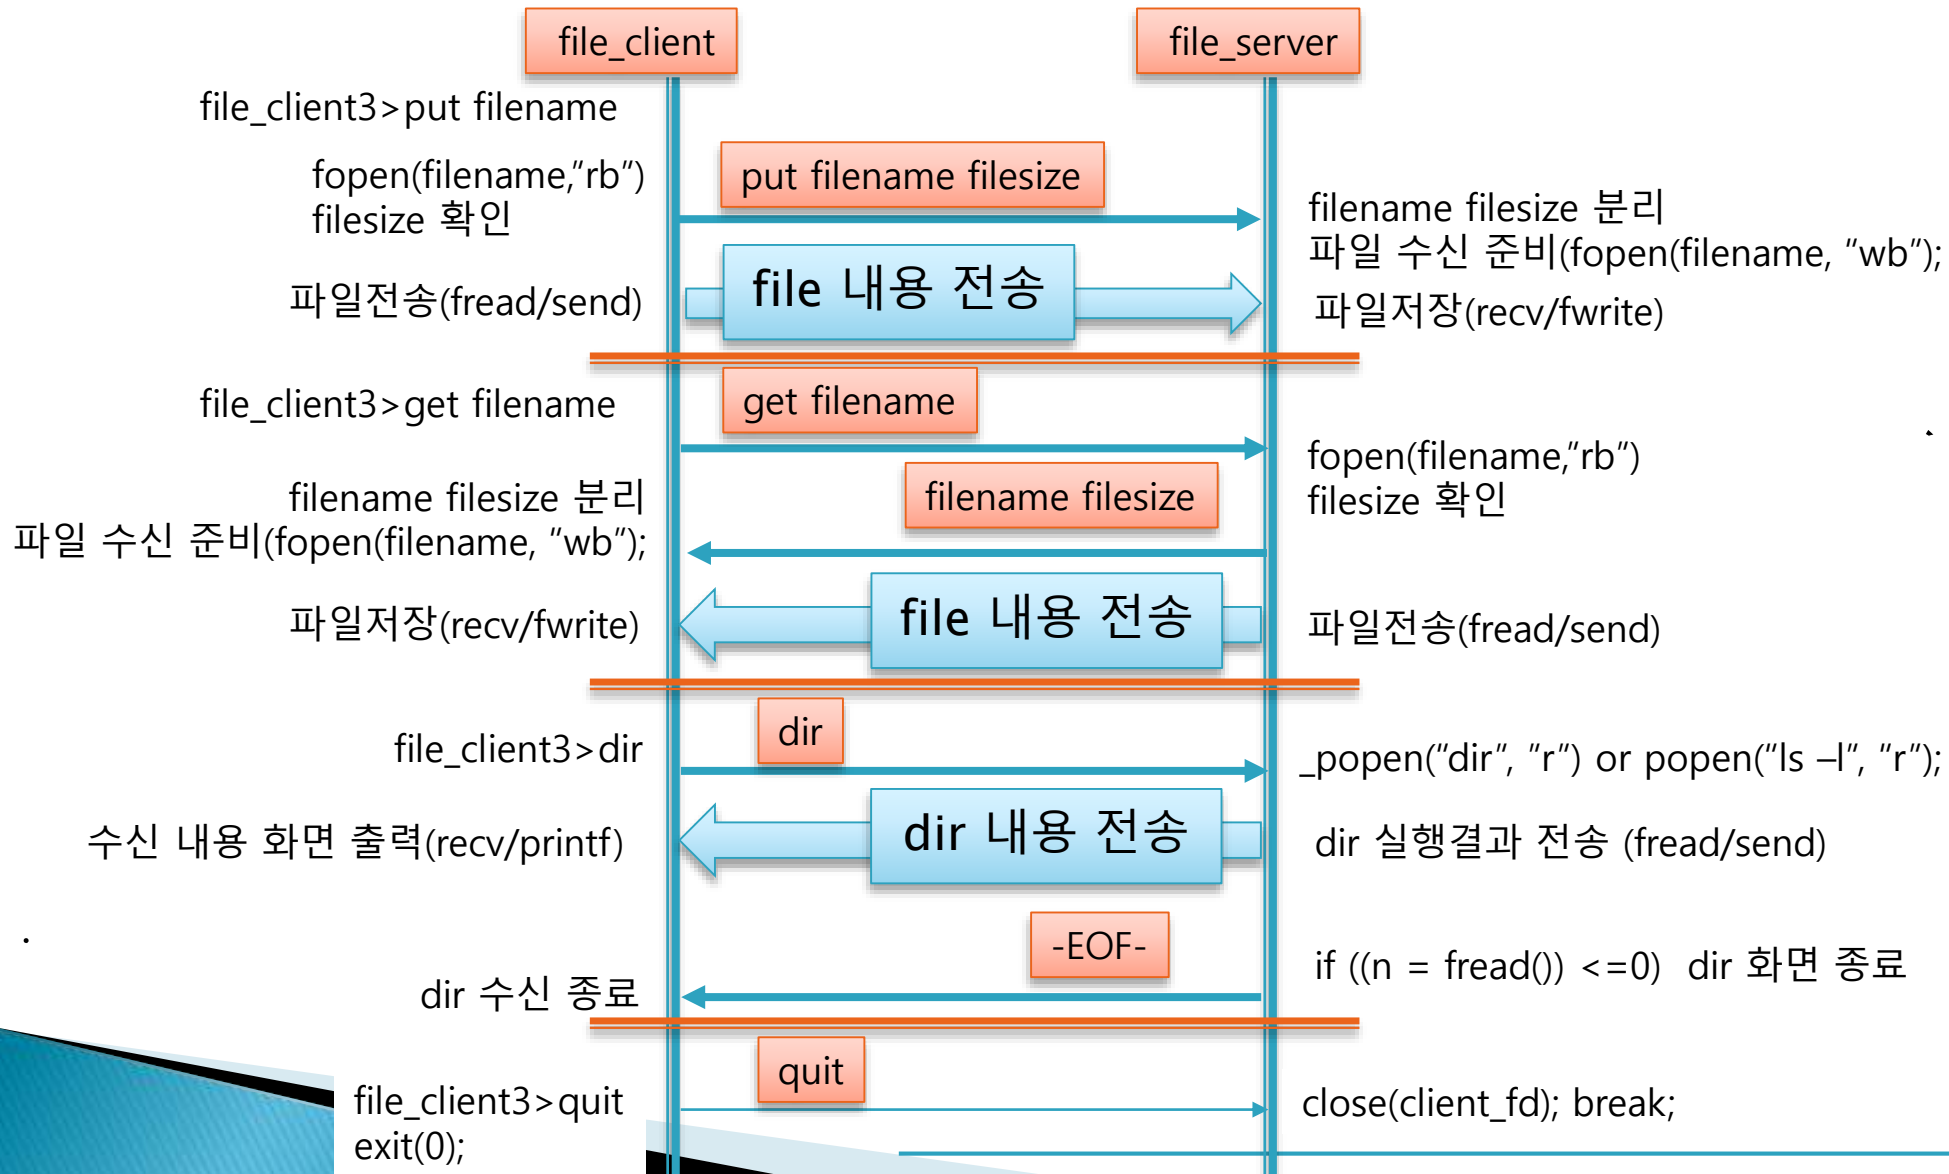 file_client
file_server
file_client3>put filename
fopen(filename,"rb")
filesize 확인
put filename filesize
filename filesize 분리
파일 수신 준비(fopen(filename, "wb");
파일전송(fread/send)
file 내용 전송
파일저장(recv/fwrite)
file_client3>get filename
get filename
fopen(filename,"rb")
filesize 확인
filename filesize
filename filesize 분리
파일 수신 준비(fopen(filename, "wb");
파일저장(recv/fwrite)
file 내용 전송
파일전송(fread/send)
file_client3>dir
dir
_popen("dir", "r") or popen("ls –l", "r");
수신 내용 화면 출력(recv/printf)
dir 내용 전송
dir 실행결과 전송 (fread/send)
-EOF-
if ((n = fread()) <=0) dir 화면 종료
dir 수신 종료
quit
file_client3>quit
exit(0);
close(client_fd); break;